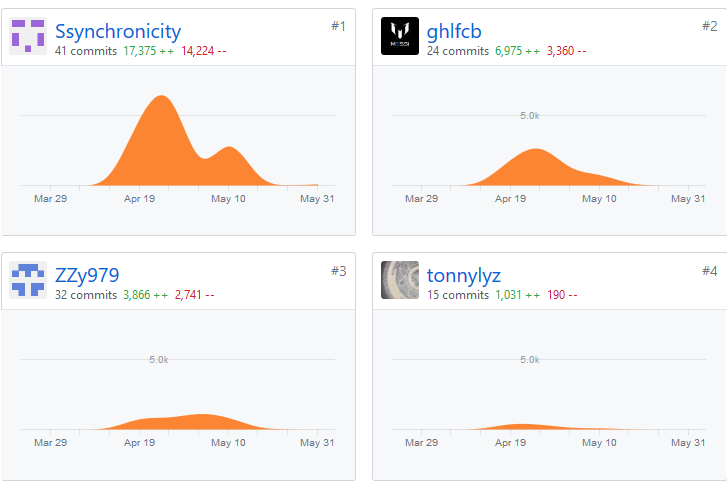 Ssynchronicity #1
41 commits 17,375 ++ 14,224 --
Mar 29 Apr 19 May 10 May 31
ghlfcb #2
MESSI
24 commits 6,975 ++ 3,360 --
5.0k
Mar 29 Apr 19 May 10 May 31
ZZy979 #3
32 commits 3,866 ++ 2,741 --
5.0k
Mar 29 Apr 19 May 10 May 31
tonnylyz #4
15 commits 1,031 ++ 190 --
5.0k
Mar 29 Apr 19 May 10 May 31